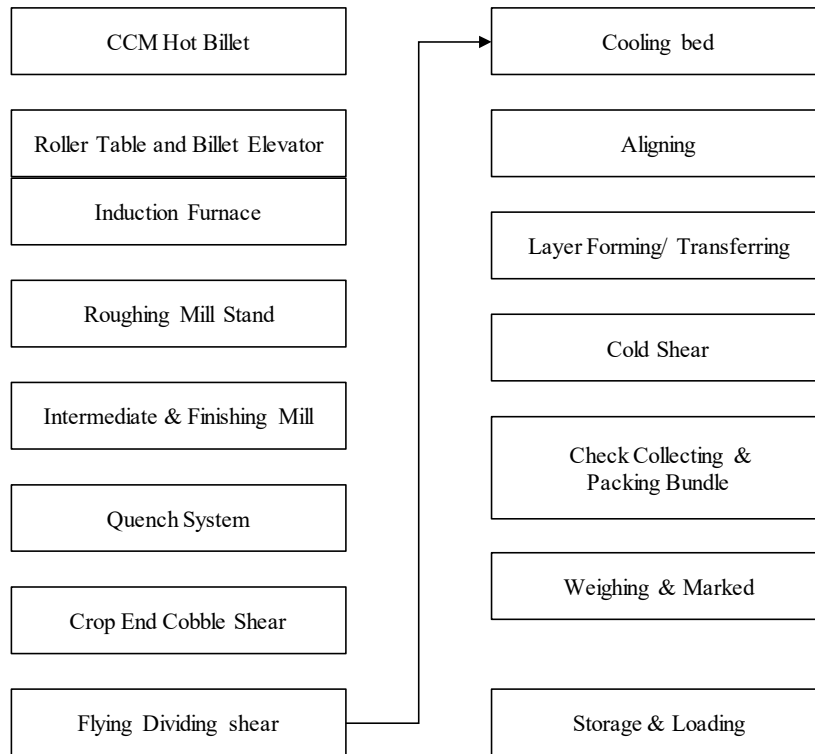 CCM Hot Billet
Roller Table and Billet Elevator
Induction Furnace
Roughing Mill Stand
Intermediate & Finishing Mill
Quench System
Crop End Cobble Shear
Flying Dividing shear
Cooling bed
Aligning
Layer Forming/ Transferring
Cold Shear
Check Collecting &
Packing Bundle
Weighing & Marked
Storage & Loading